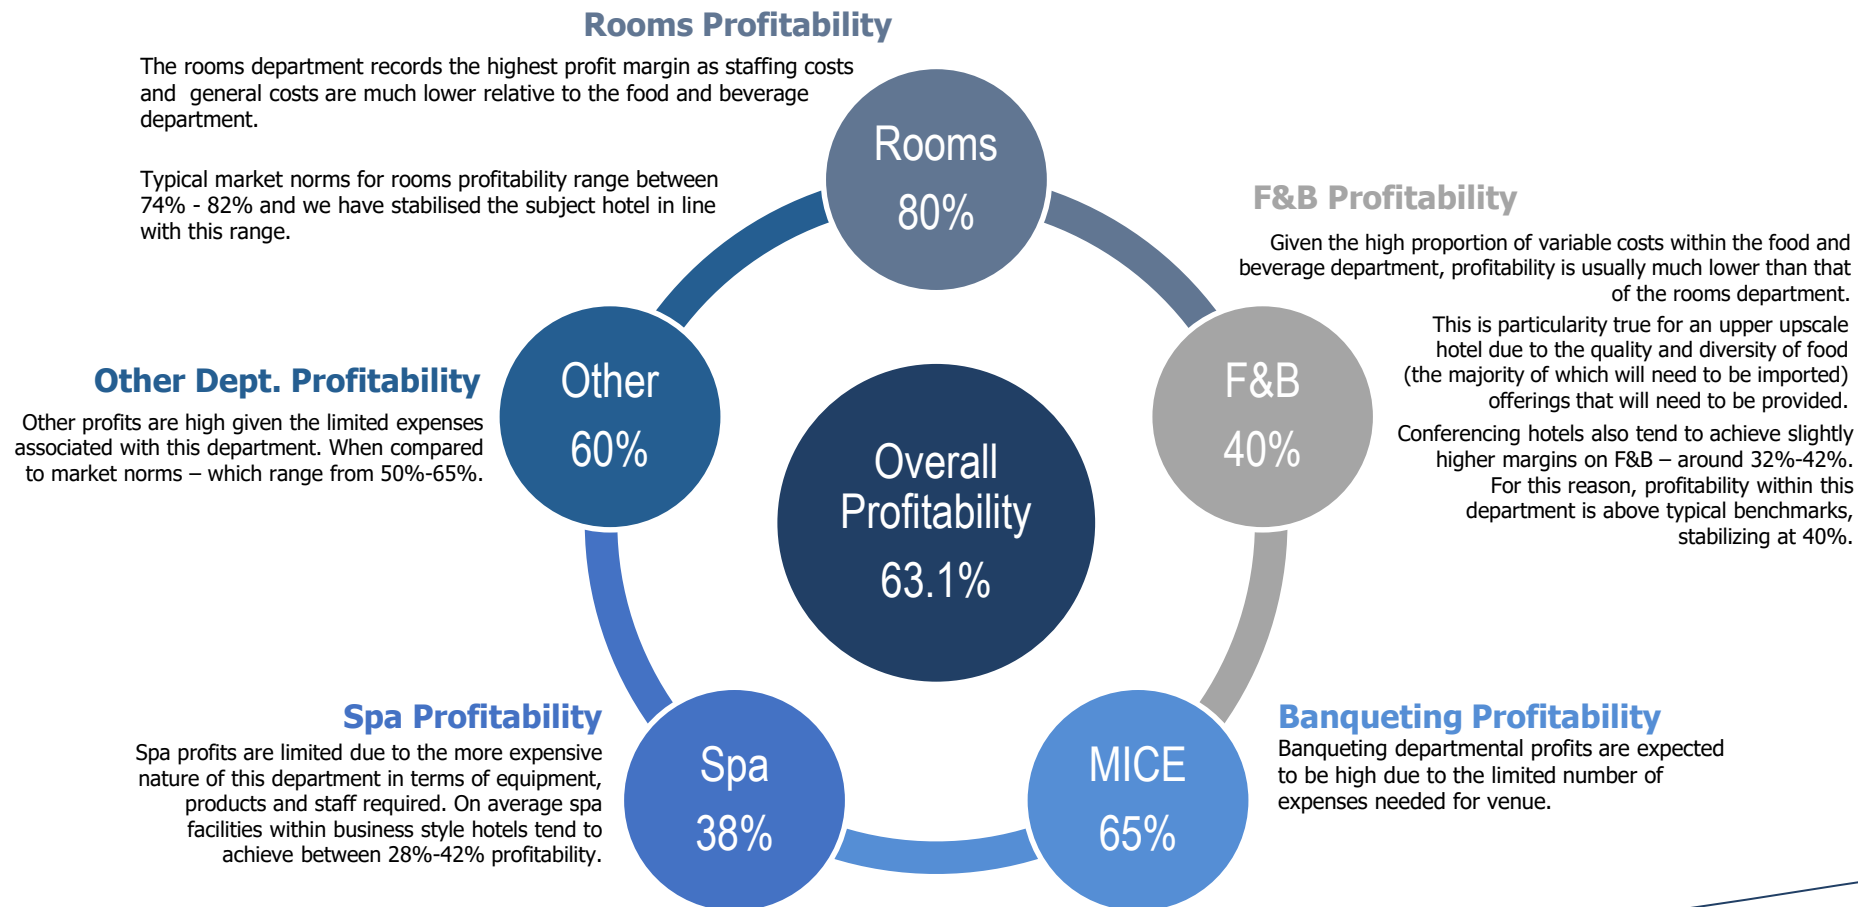 Rooms Profitability
The rooms department records the highest profit margin as staffing costs
and general costs are much lower relative to the food and beverage
department.
Typical market norms for rooms profitability range between
74% - 82% and we have stabilised the subject hotel in line
with this range.
Rooms
80%
F&B Profitability
Given the high proportion of variable costs within the food and
beverage department, profitability is usually much lower than that
of the rooms department.
This is particularity true for an upper upscale
hotel due to the quality and diversity of food
(the majority of which will need to be imported)
offerings that will need to be provided.
Conferencing hotels also tend to achieve slightly
higher margins on F&B – around 32%-42%.
For this reason, profitability within this
department is above typical benchmarks,
stabilizing at 40%.
F&B
40%
Other Dept. Profitability
Other profits are high given the limited expenses
associated with this department. When compared
to market norms – which range from 50%-65%.
Other
60%
Overall
Profitability
63.1%
Spa Profitability
Spa profits are limited due to the more expensive
nature of this department in terms of equipment,
products and staff required. On average spa
facilities within business style hotels tend to
achieve between 28%-42% profitability.
Spa
38%
MICE
65%
Banqueting Profitability
Banqueting departmental profits are expected
to be high due to the limited number of
expenses needed for venue.